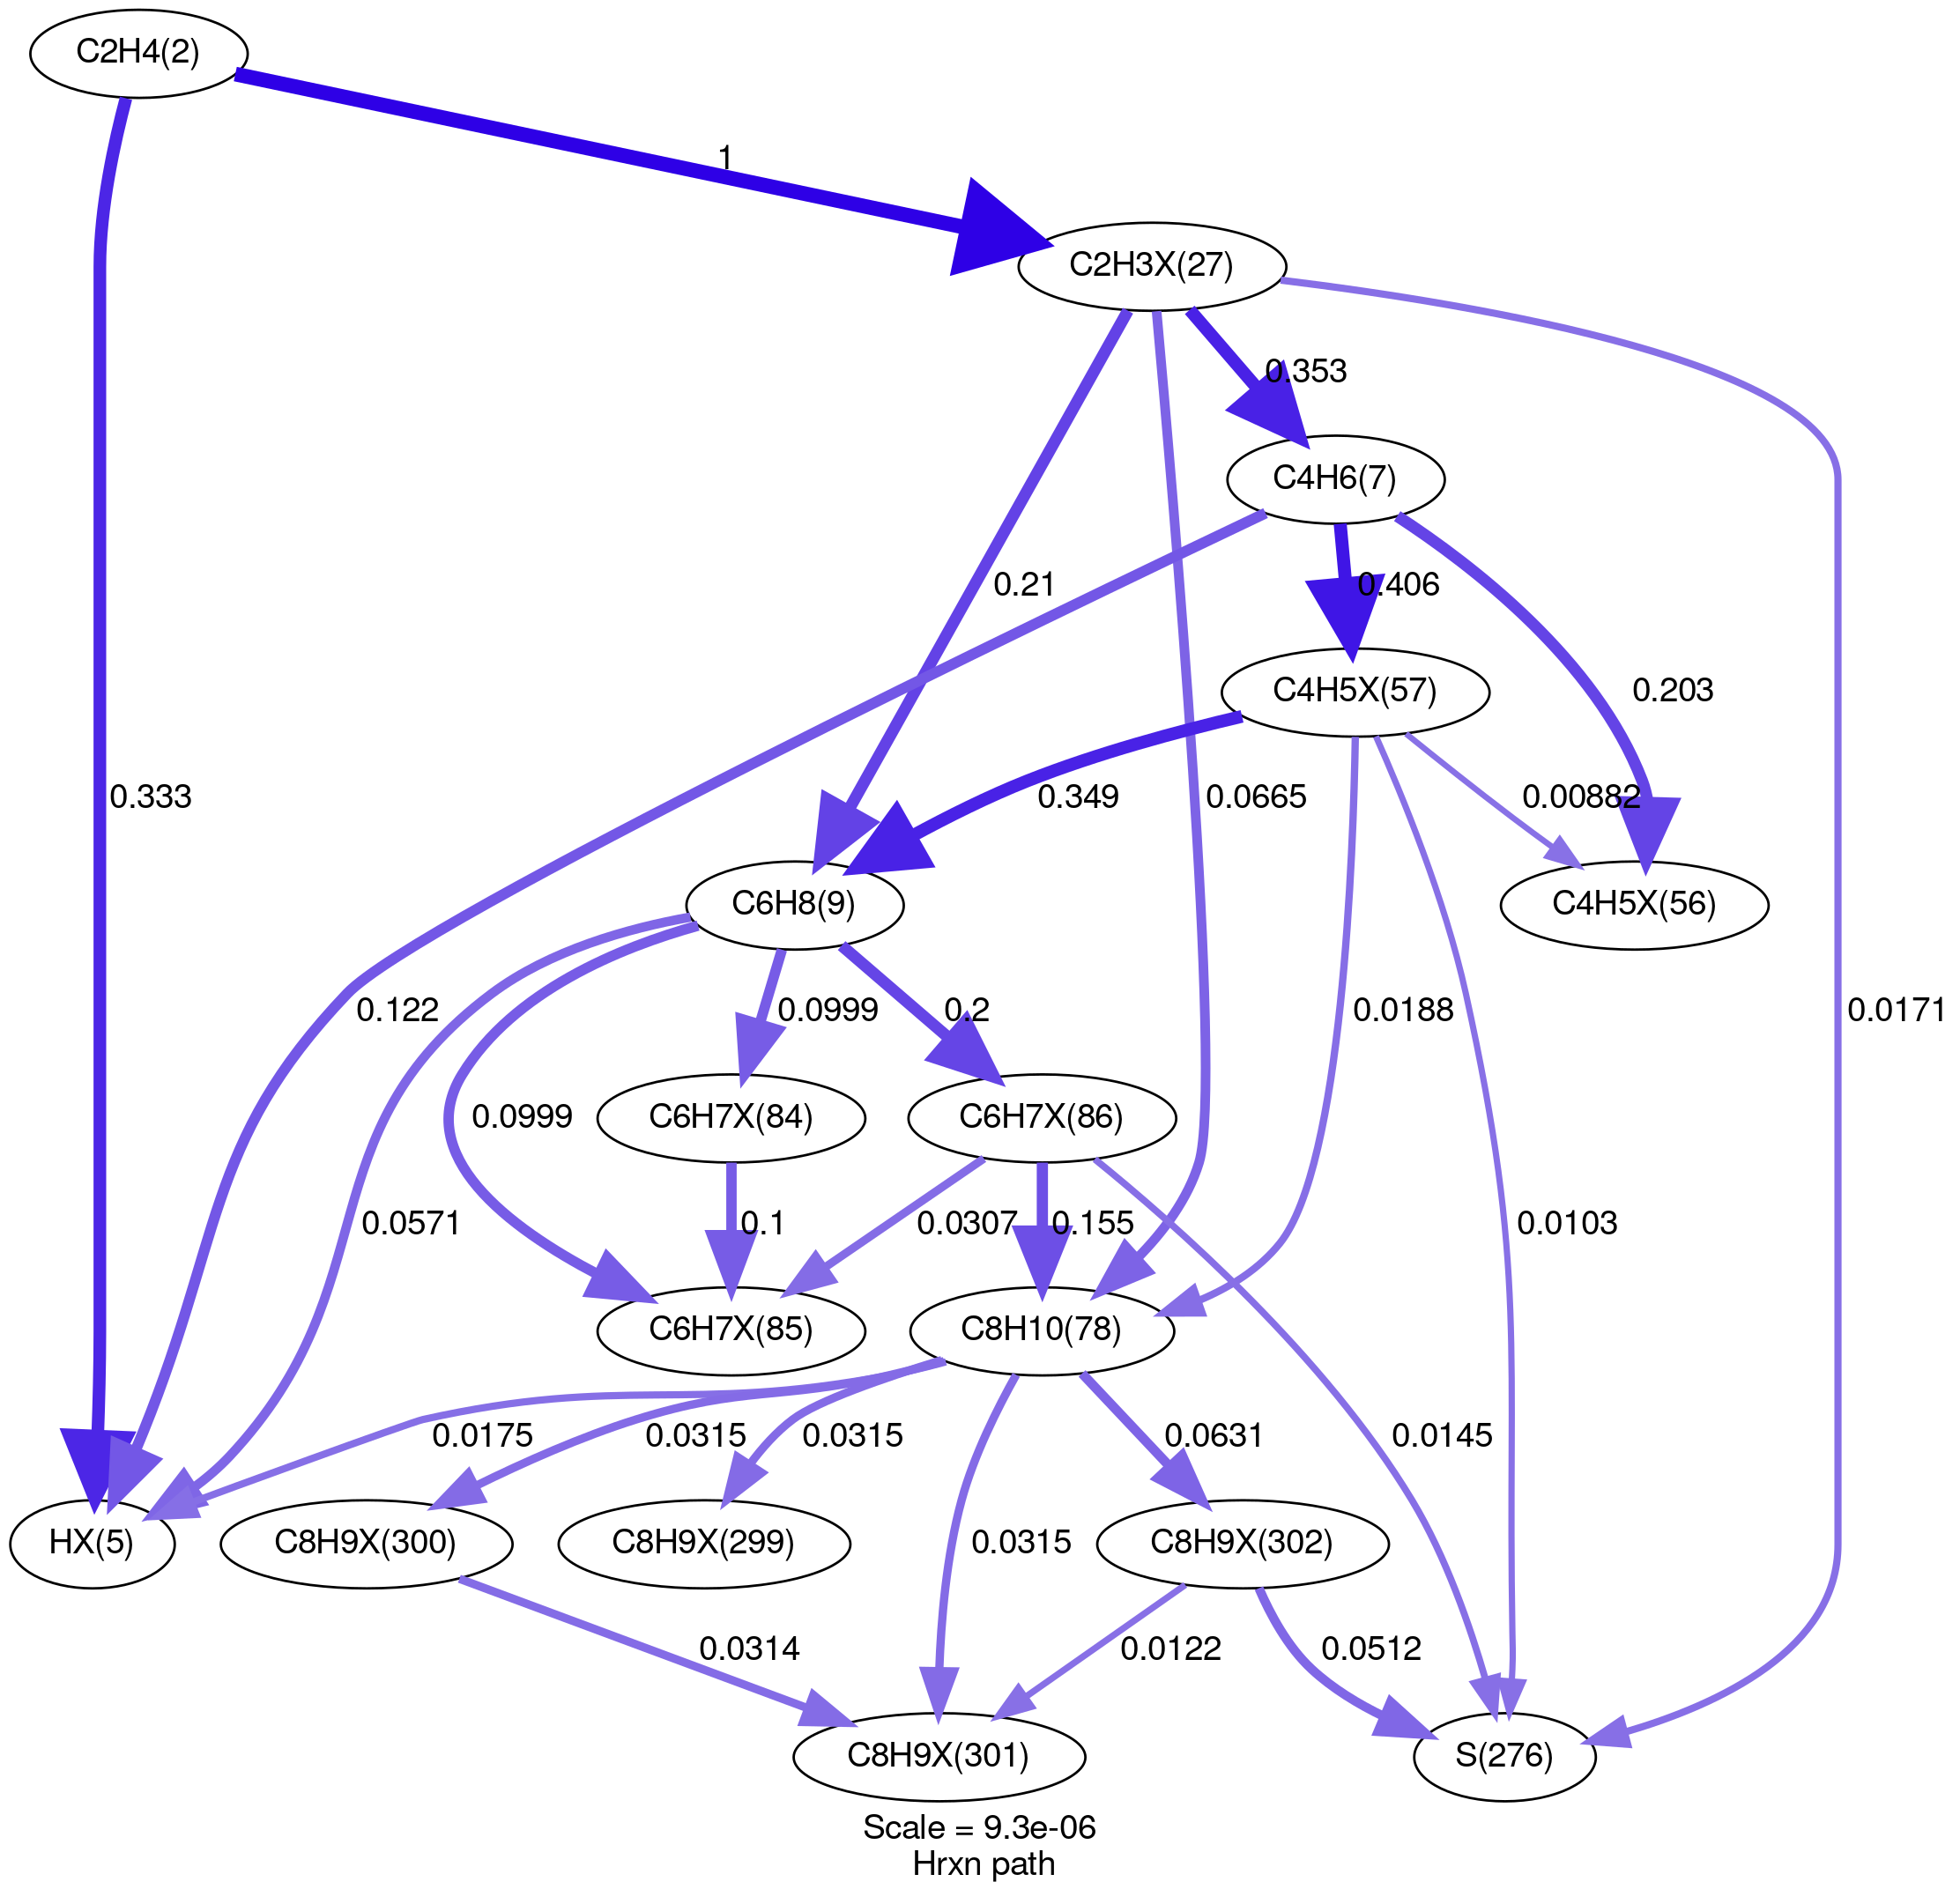 C2H4(2)
1
C2H3X(27)
0.353
C4H6(7)
0.21
0.406
C4H5X(57)
0.203
0.333
0.349
0.0665
0.00882
C6H8(9)
C4H5X(56)
0.122
0.0999
0.2
0.0188
0.0171
0.0999
C6H7X(84)
C6H7X(86)
0.0571
0.1
0.0307
0.155
0.0103
C6H7X(85)
C8H10(78)
0.0175
0.0315
0.0315
0.0631
0.0145
HX(5)
C8H9X(300)
C8H9X(299)
0.0315
C8H9X(302)
0.0314
0.0122
0.0512
C8H9X(301)
S(276)
Scale = 9.3e-06
Hrxn path